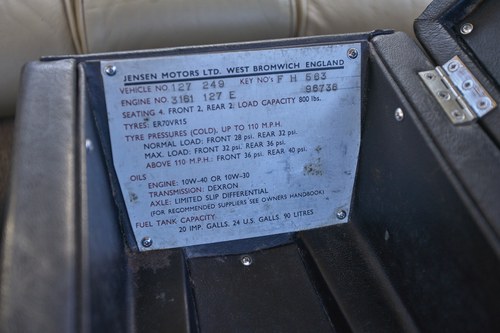 JENSEN MOTORS LTD. WEST BROMWICH ENGLAND
VEHICLE NO. 127 249 KEY No's F H 563
ENGINE NO. 3181 127 E 96736
SEATING 4. FRONT 2, REAR 2; LOAD CAPACITY 800 lbs.
TYRES: ER70VR15
TYRE PRESSURES (COLD), UP TO 110 M.P.H.
NORMAL LOAD: FRONT 28 psi. REAR 32 psi.
MAX. LOAD: FRONT 32 psi. REAR 36 psi.
ABOVE 110 M.P.H.: FRONT 36 psi. REAR 40 psi.
OILS
ENGINE: 10W-40 OR 10W-30
TRANSMISSION: DEXRON
AXLE: LIMITED SLIP DIFFERENTIAL
(FOR RECOMMENDED SUPPLIERS SEE OWNERS HANDBOOK)
FUEL TANK CAPACITY
20 IMP. GALLS. 24 U.S. GALLS. 90 LITRES